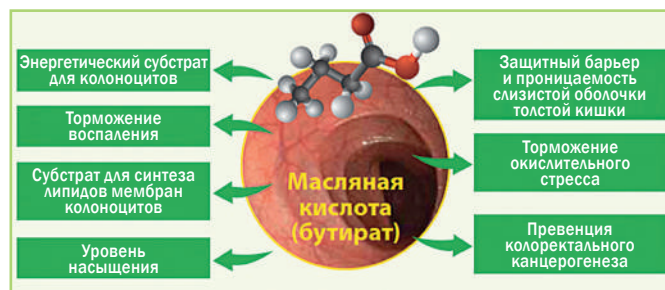 Энергетический субстрат
для колоноцитов
Торможение
воспаления
Субстрат для синтеза
липидов мембран
колоноцитов
Уровень
насыщения
Масляная
кислота
(бутират)
Защитный барьер
и проницаемость
слизистой оболочки
толстой кишки
Торможение
окислительного
стресса
Превенция
колоректального
канцерогенеза